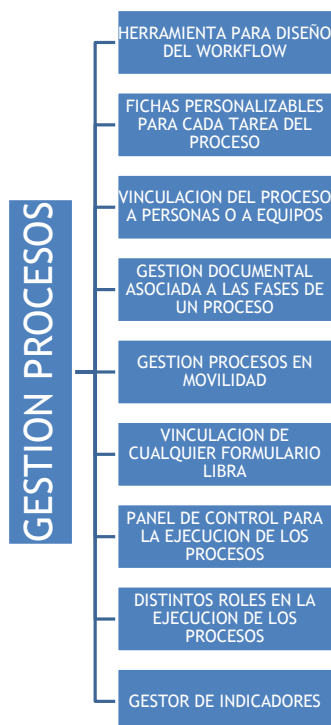 GESTION PROCESOS
HERRAMIENTA PARA DISEÑO
DEL WORKFLOW
FICHAS PERSONALIZABLES
PARA CADA TAREA DEL
PROCESO
VINCULACION DEL PROCESO
A PERSONAS O A EQUIPOS
GESTION DOCUMENTAL
ASOCIADA A LAS FASES DE
UN PROCESO
GESTION PROCESOS EN
MOVILIDAD
VINCULACION DE
CUALQUIER FORMULARIO
LIBRA
PANEL DE CONTROL PARA
LA EJECUCION DE LOS
PROCESOS
DISTINTOS ROLES EN LA
EJECUCION DE LOS
PROCESOS
GESTOR DE INDICADORES